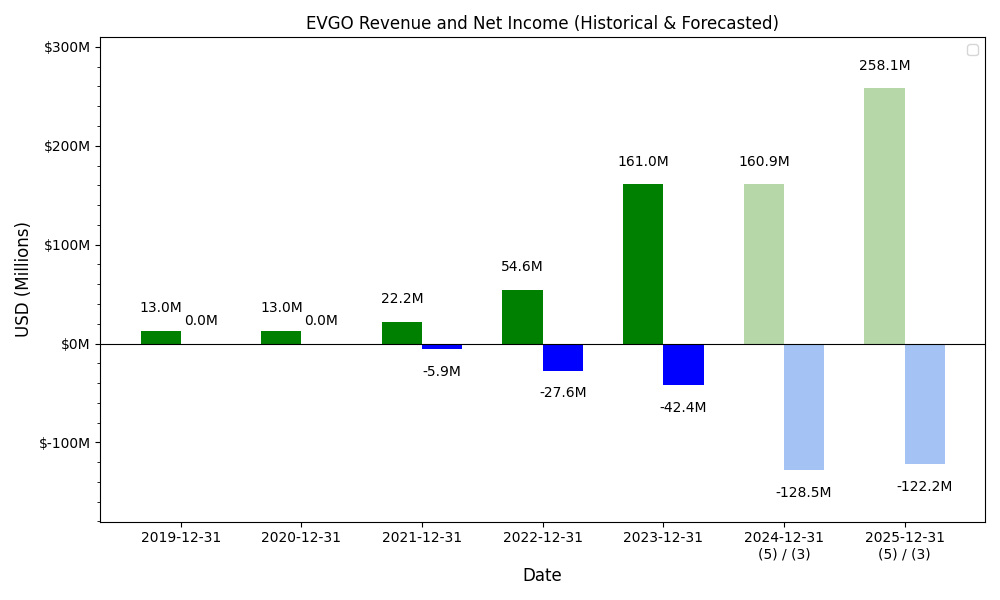 EVGO Revenue and Net Income (Historical & Forecasted)
$300M
$200M
$100M
$0M
$-100M
USD (Millions)
13.0M
0.0M
13.0M
0.0M
22.2M
-5.9M
54.6M
-27.6M
161.0M
-42.4M
160.9M
-128.5M
258.1M
-122.2M
2019-12-31
2020-12-31
2021-12-31
2022-12-31
2023-12-31
2024-12-31
(5) / (3)
2025-12-31
(5) / (3)
Date